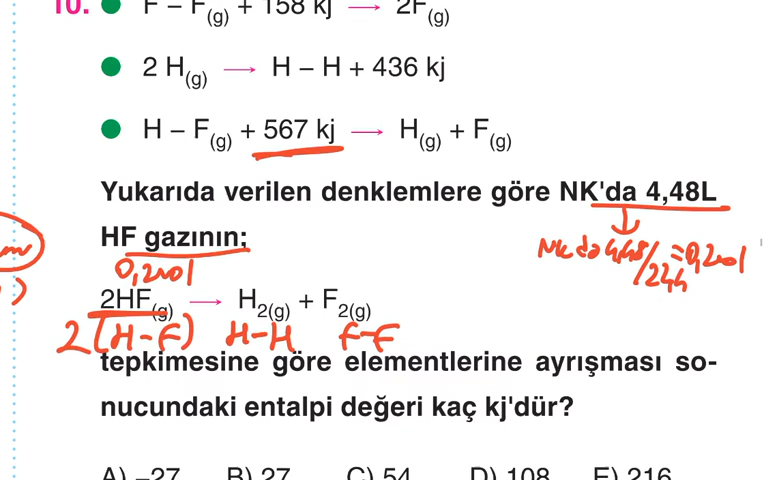 10. ● F – F(g) + 158 kj → 2F(g)
● 2 H(g) → H – H + 436 kj
● H – F(g) + 567 kj → H(g) + F(g)
Yukarıda verilen denklemlere göre NK'da 4,48L
HF gazının;
NK da 4,48/22,4 = 0,2 mol
0,2 mol
2HF(g) → H2(g) + F2(g)
2(H-F) H-H F-F
tepkimesine göre elementlerine ayrışması so-
nucundaki entalpi değeri kaç kj'dür?
A) –27 B) 27 C) 54 D) 108 E) 216